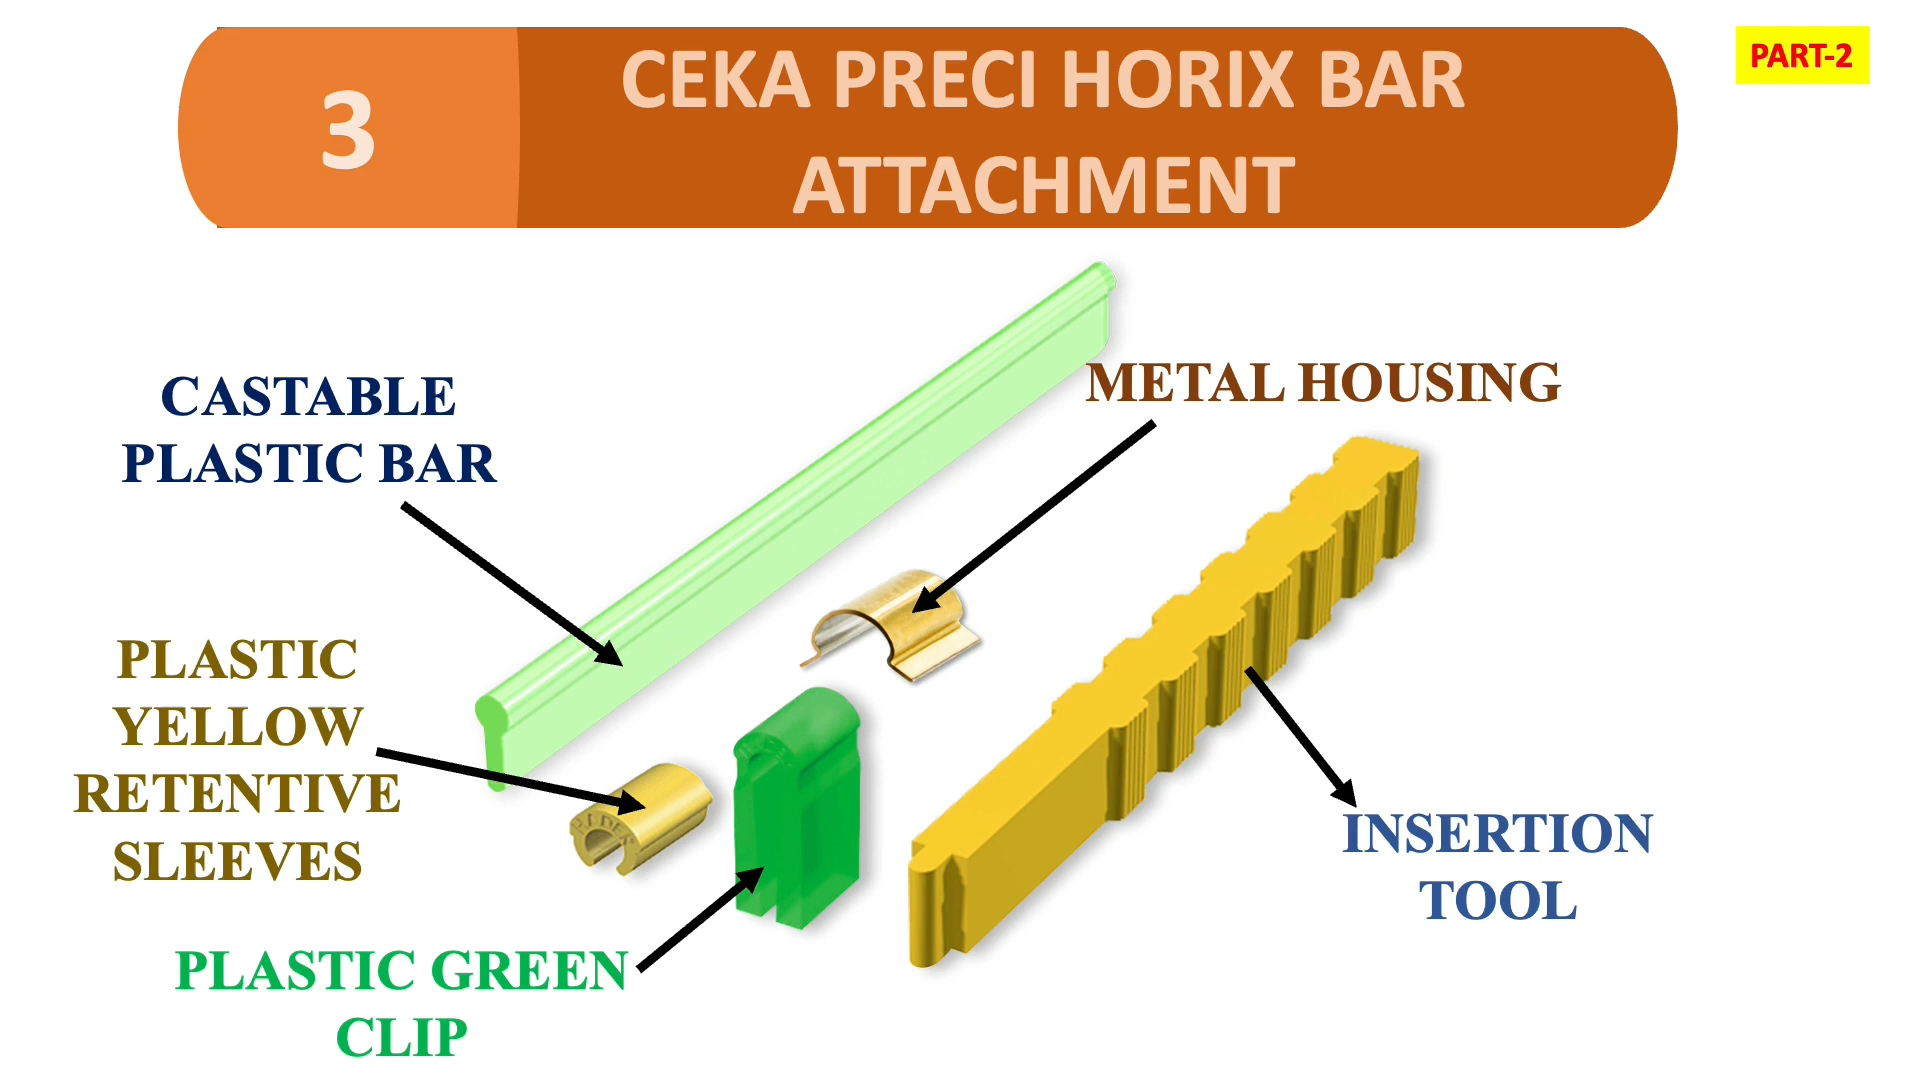 3
CEKA PRECI HORIX BAR
ATTACHMENT
PART-2
CASTABLE
PLASTIC BAR
METAL HOUSING
PLASTIC
YELLOW
RETENTIVE
SLEEVES
INSERTION
TOOL
PLASTIC GREEN
CLIP